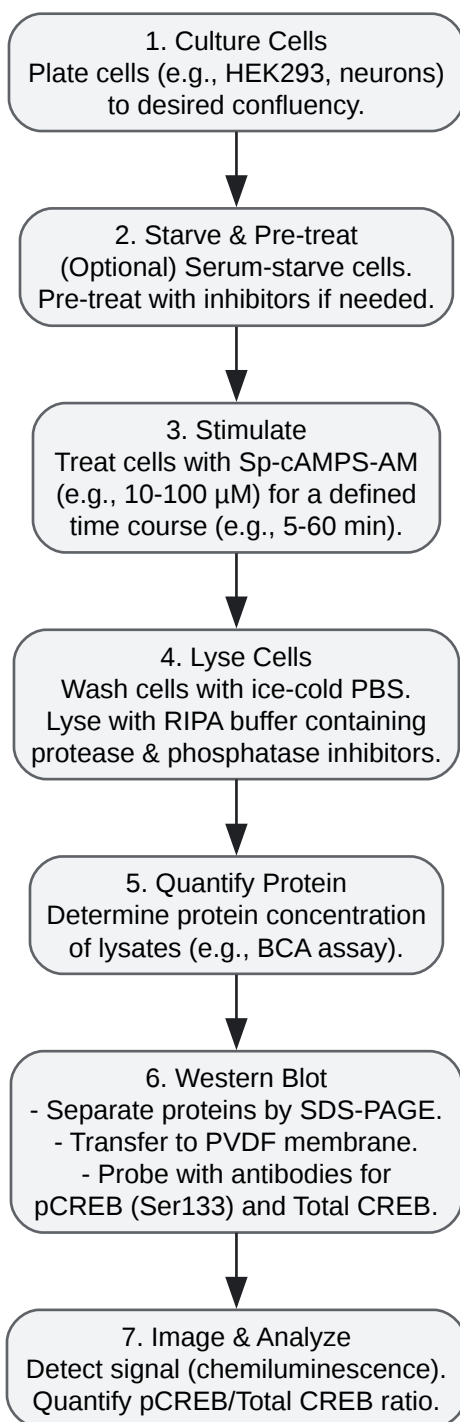 1. Culture Cells
Plate cells (e.g., HEK293, neurons)
to desired confluency.
2. Starve & Pre-treat
(Optional) Serum-starve cells.
Pre-treat with inhibitors if needed.
3. Stimulate
Treat cells with Sp-cAMPS-AM
(e.g., 10-100 µM) for a defined
time course (e.g., 5-60 min).
4. Lyse Cells
Wash cells with ice-cold PBS.
Lyse with RIPA buffer containing
protease & phosphatase inhibitors.
5. Quantify Protein
Determine protein concentration
of lysates (e.g., BCA assay).
6. Western Blot
- Separate proteins by SDS-PAGE.
- Transfer to PVDF membrane.
- Probe with antibodies for
pCREB (Ser133) and Total CREB.
7. Image & Analyze
Detect signal (chemiluminescence).
Quantify pCREB/Total CREB ratio.